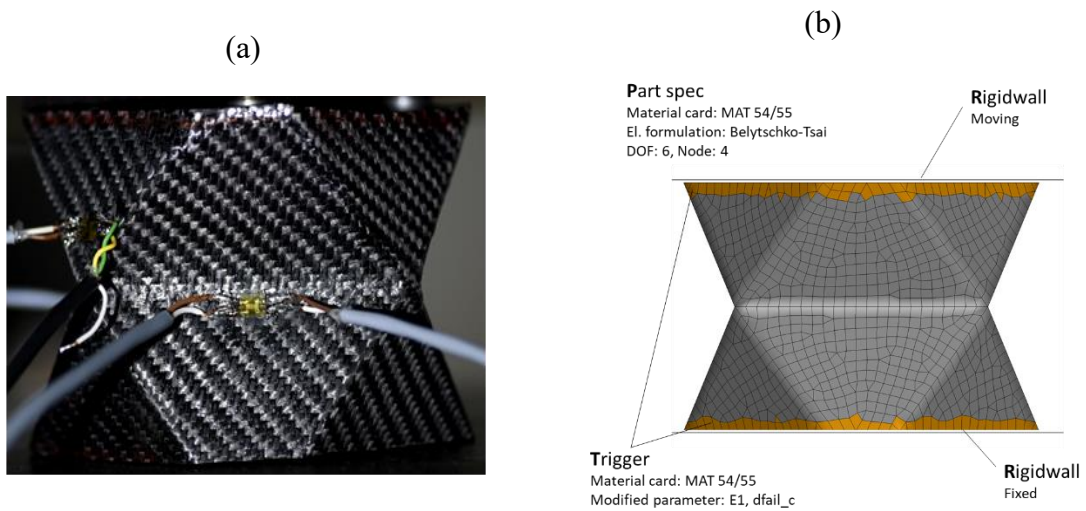 (a)
(b)
Part spec
Material card: MAT 54/55
El. formulation: Belytschko-Tsai
DOF: 6, Node: 4
Rigidwall
Moving
Trigger
Material card: MAT 54/55
Modified parameter: E1, dfail_c
Rigidwall
Fixed